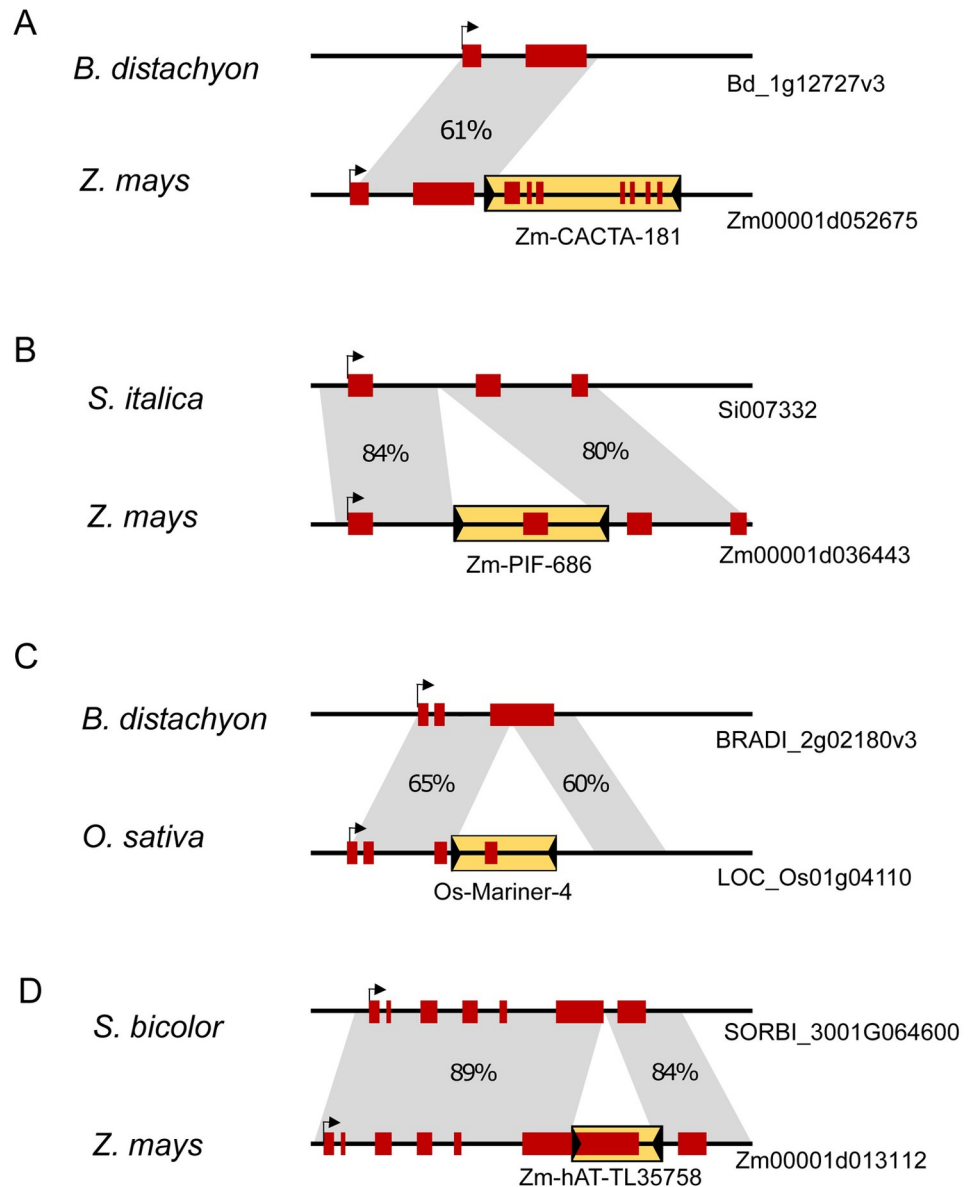 A
B. distachyon
Bd_1g12727v3
61%
Z. mays
Zm00001d052675
Zm-CACTA-181
B
S. italica
Si007332
84%
80%
Z. mays
Zm00001d036443
Zm-PIF-686
C
B. distachyon
BRADI_2g02180v3
65%
60%
O. sativa
LOC_Os01g04110
Os-Mariner-4
D
S. bicolor
SORBI_3001G064600
89%
84%
Z. mays
Zm00001d013112
Zm-hAT-TL35758